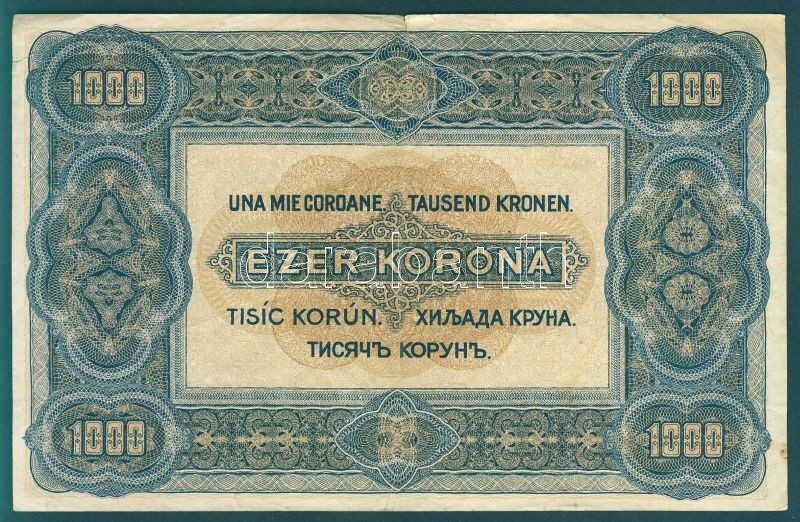 1000 1000
UNA MIE COROANE. TAUSEND KRONEN.
EZER KORONA
TISÍC KORÚN. ХИЉАДА КРУНА.
ТИСЯЧЪ КОРУНЪ.
1000 1000